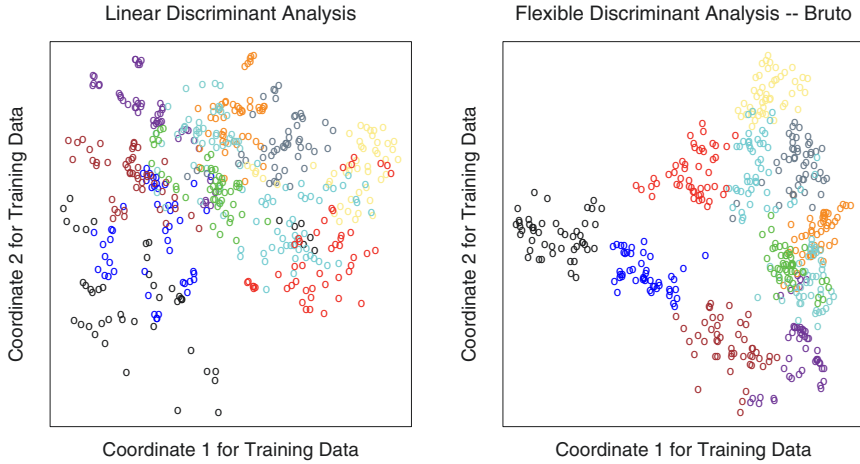 Linear Discriminant Analysis
Coordinate 2 for Training Data
Coordinate 1 for Training Data
Flexible Discriminant Analysis -- Bruto
Coordinate 2 for Training Data
Coordinate 1 for Training Data